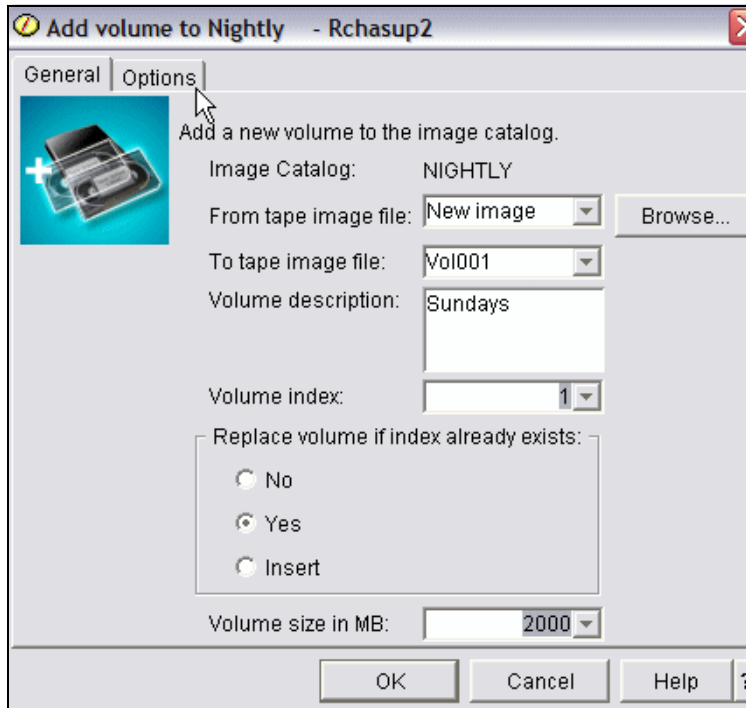 Add volume to Nightly - Rchasup2
General Options
Add a new volume to the image catalog.
Image Catalog: NIGHTLY
From tape image file: New image Browse...
To tape image file: Vol001
Volume description: Sundays
Volume index: 1
Replace volume if index already exists:
No
Yes
Insert
Volume size in MB: 2000
OK Cancel Help ?